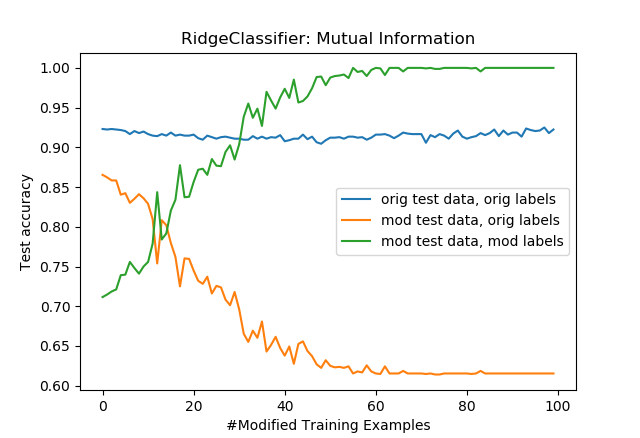 RidgeClassifier: Mutual Information
1.00
0.95
0.90
0.85
0.80
0.75
0.70
0.65
0.60
Test accuracy
orig test data, orig labels
mod test data, orig labels
mod test data, mod labels
0
20
40
60
80
100
#Modified Training Examples